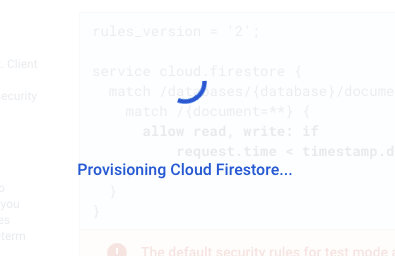 rules_version = '2';
. Client
service cloud.firestore {
match /databases/{database}/docume
ecurity
match /{document=**} {
allow read, write: if
request.time < timestamp.d
Provisioning Cloud Firestore...
}
you
}
es
term
The default security rules for test mode a